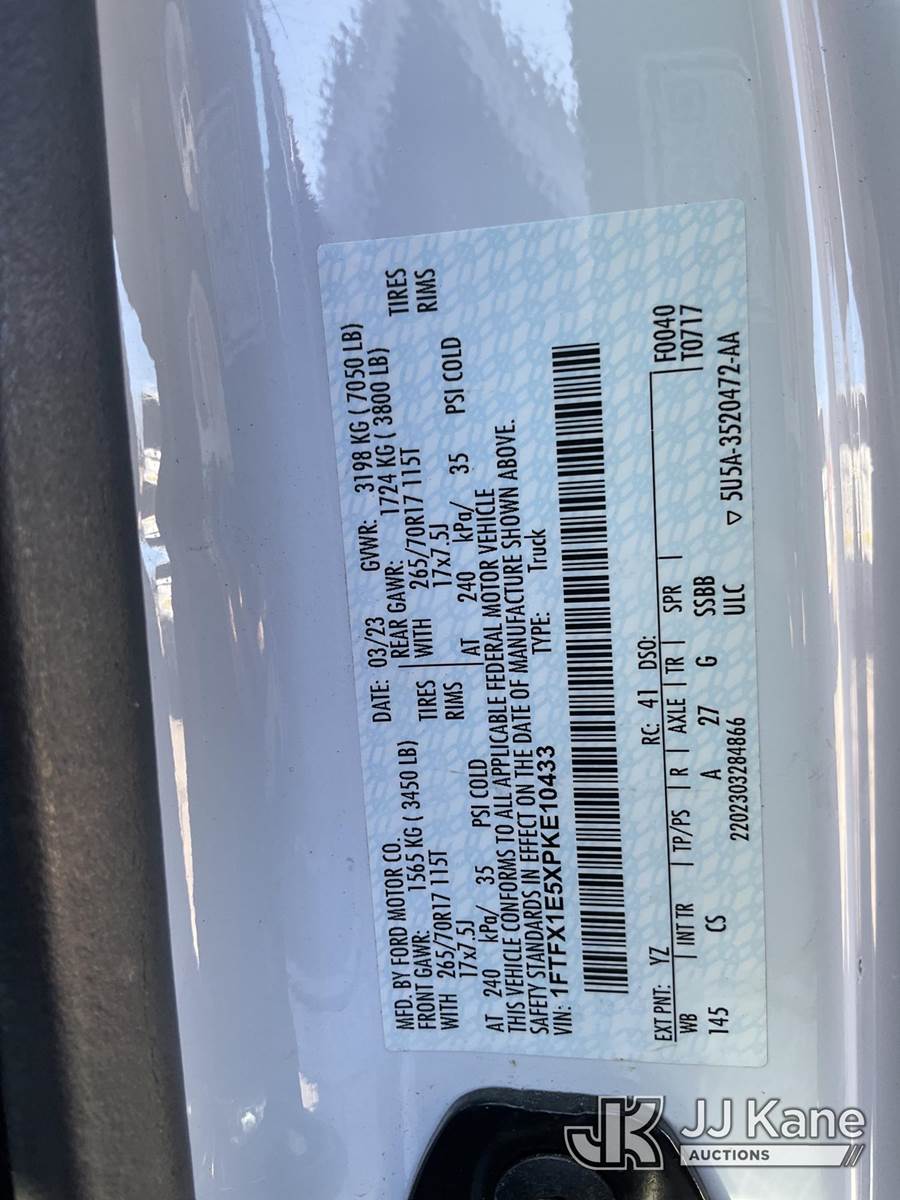 MFD. BY FORD MOTOR CO.
DATE: 03/23 GVWR: 3198 KG ( 7050 LB)
FRONT GAWR: 1565 KG ( 3450 LB) REAR GAWR: 1724 KG ( 3800 LB)
WITH 265/70R17 115T TIRES WITH 265/70R17 115T TIRES
17x7.5J RIMS 17x7.5J RIMS
AT 240 kPa/ 35 PSI COLD AT 240 kPa/ 35 PSI COLD
THIS VEHICLE CONFORMS TO ALL APPLICABLE FEDERAL MOTOR VEHICLE
SAFETY STANDARDS IN EFFECT ON THE DATE OF MANUFACTURE SHOWN ABOVE.
VIN: 1FTFX1E5XPKE10433 TYPE: Truck
EXT PNT: YZ RC: 41 DSO: F0040
WB INT TR TP/PS R AXLE TR SPR T0717
145 CS A 27 G SSBB
2202303284866 ULC ▽ 5U5A-3520472-AA
JK JJ Kane
AUCTIONS